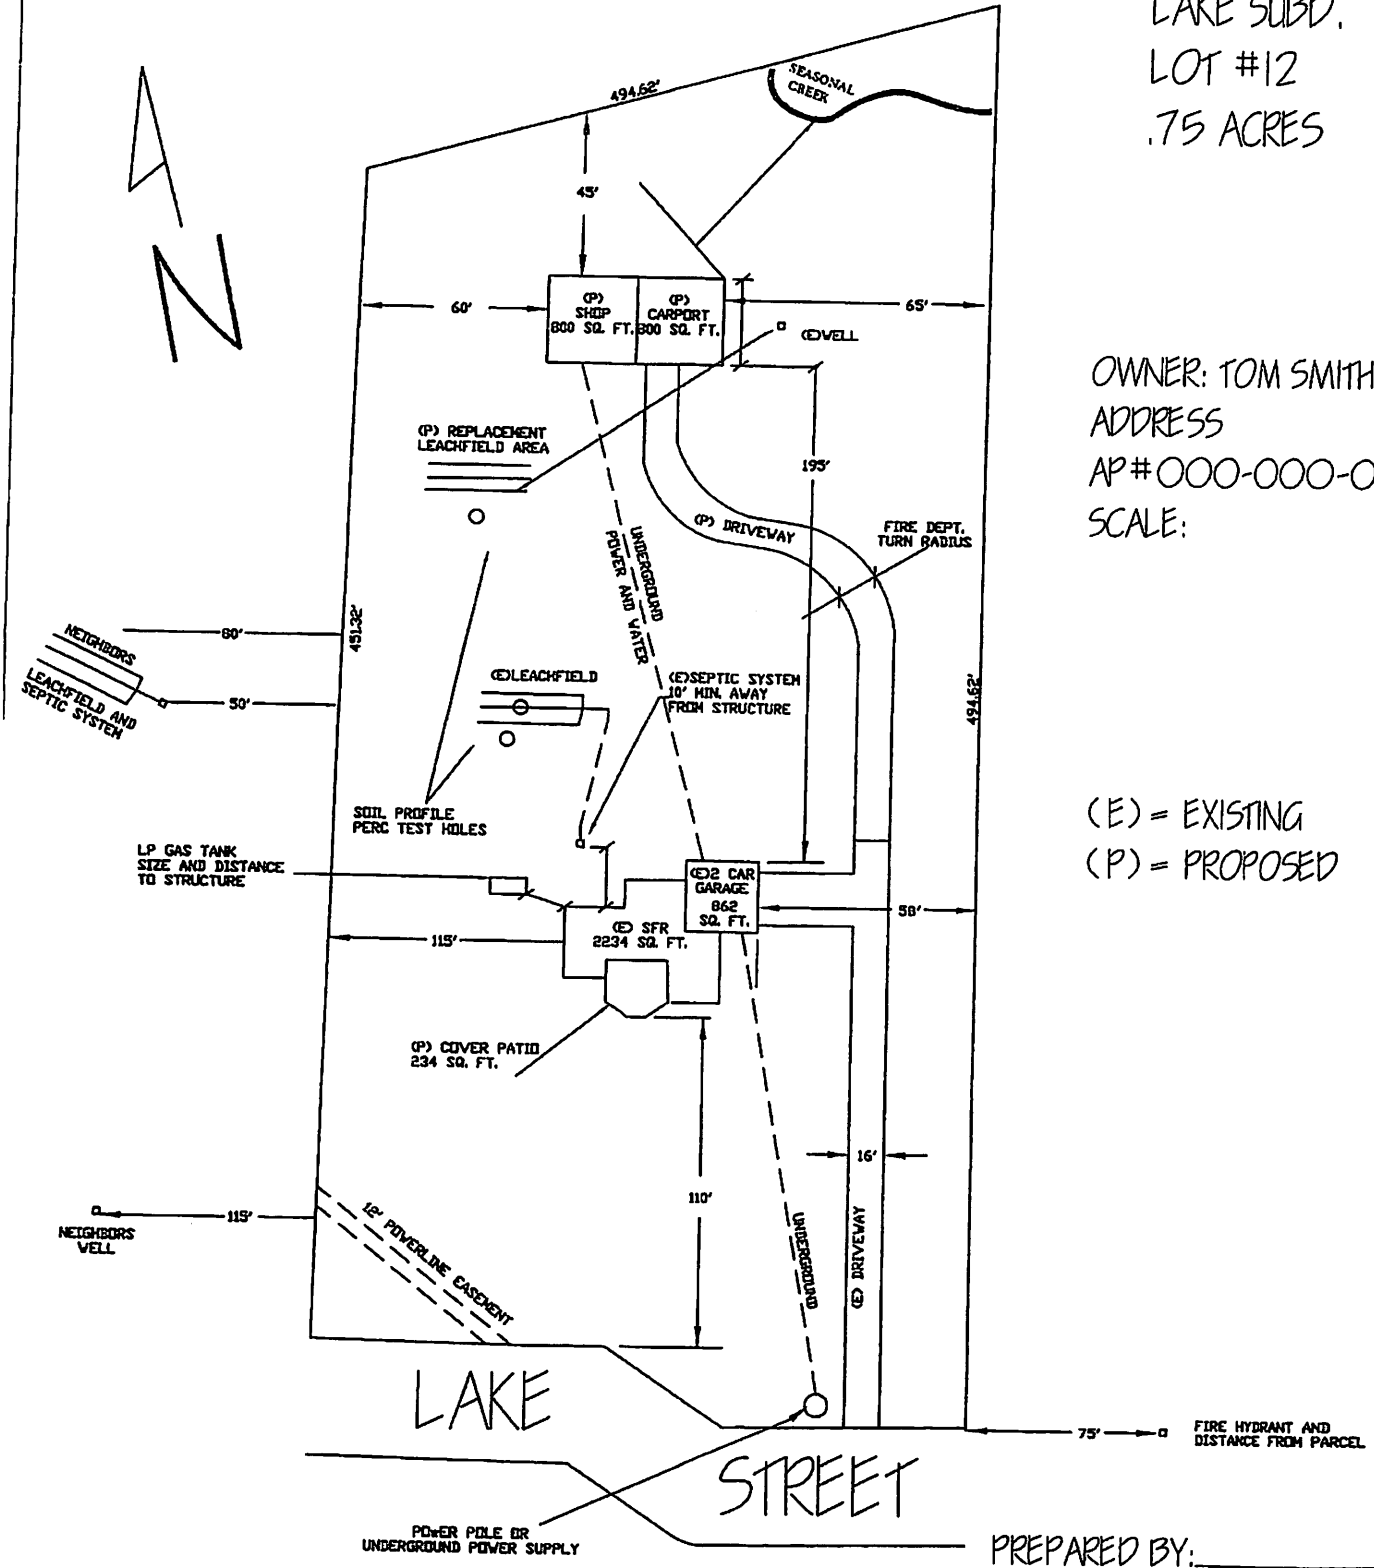 LAKE SUBD.
LOT #12
.75 ACRES
SEASONAL
CREEK
494.62'
45'
N
60'
(P)
SHOP
800 SQ. FT.
(P)
CARPORT
800 SQ. FT.
65'
(E)WELL
OWNER: TOM SMITH
ADDRESS
AP#000-000-0
SCALE:
(P) REPLACEMENT
LEACHFIELD AREA
195'
(P) DRIVEWAY
FIRE DEPT.
TURN RADIUS
UNDERGROUND
POWER AND WATER
451.32'
80'
NEIGHBORS
LEACHFIELD AND
SEPTIC SYSTEM
50'
(E)LEACHFIELD
(E)SEPTIC SYSTEM
10' MIN. AWAY
FROM STRUCTURE
494.62'
SOIL PROFILE
PERC TEST HOLES
(E) = EXISTING
(P) = PROPOSED
LP GAS TANK
SIZE AND DISTANCE
TO STRUCTURE
(E)2 CAR
GARAGE
862
SQ. FT.
58'
(E) SFR
2234 SQ. FT.
115'
(P) COVER PATIO
234 SQ. FT.
16'
110'
115'
NEIGHBORS
WELL
12' POWERLINE EASEMENT
UNDERGROUND
(E) DRIVEWAY
LAKE
STREET
75'
FIRE HYDRANT AND
DISTANCE FROM PARCEL
POWER POLE OR
UNDERGROUND POWER SUPPLY
PREPARED BY: